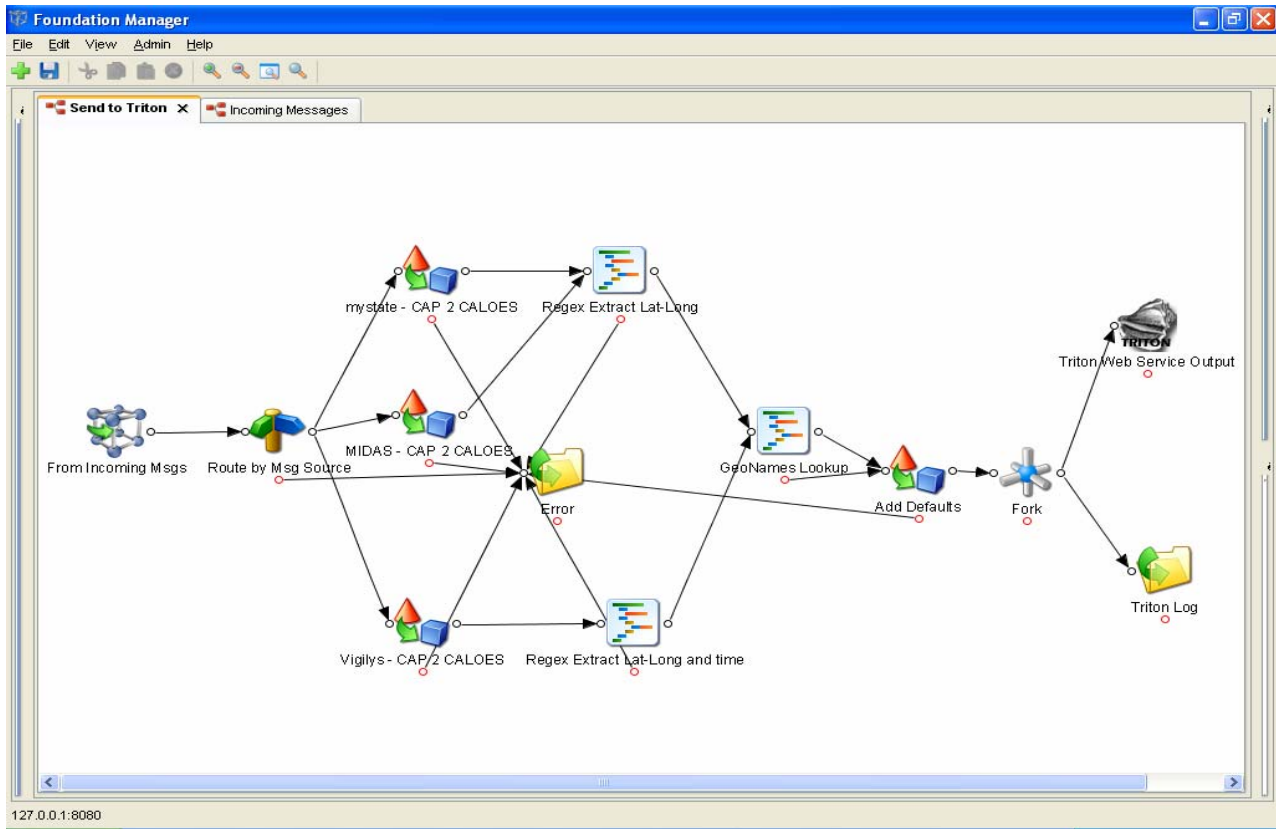 Foundation Manager
File Edit View Admin Help
Send to Triton X
Incoming Messages
mystate - CAP 2 CALOES
Regex Extract Lat-Long
TRITON
Triton Web Service Output
From Incoming Msgs
Route by Msg Source
MIDAS - CAP 2 CALOES
GeoNames Lookup
Error
Add Defaults
Fork
Triton Log
Vigilys - CAP 2 CALOES
Regex Extract Lat-Long and time
127.0.0.1:8080